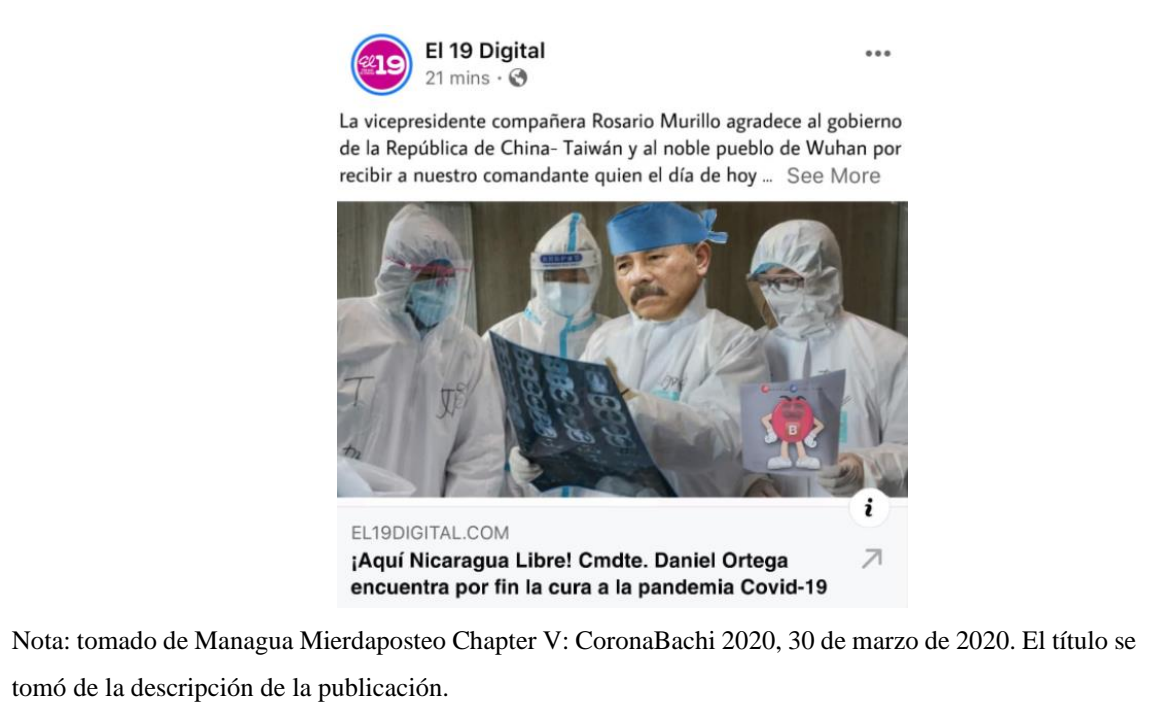 El 19 Digital
El 19
21 mins ·
La vicepresidente compañera Rosario Murillo agradece al gobierno
de la República de China- Taiwán y al noble pueblo de Wuhan por
recibir a nuestro comandante quien el día de hoy ... See More
B
i
EL19DIGITAL.COM
¡Aquí Nicaragua Libre! Cmdte. Daniel Ortega
encuentra por fin la cura a la pandemia Covid-19
Nota: tomado de Managua Mierdaposteo Chapter V: CoronaBachi 2020, 30 de marzo de 2020. El título se
tomó de la descripción de la publicación.